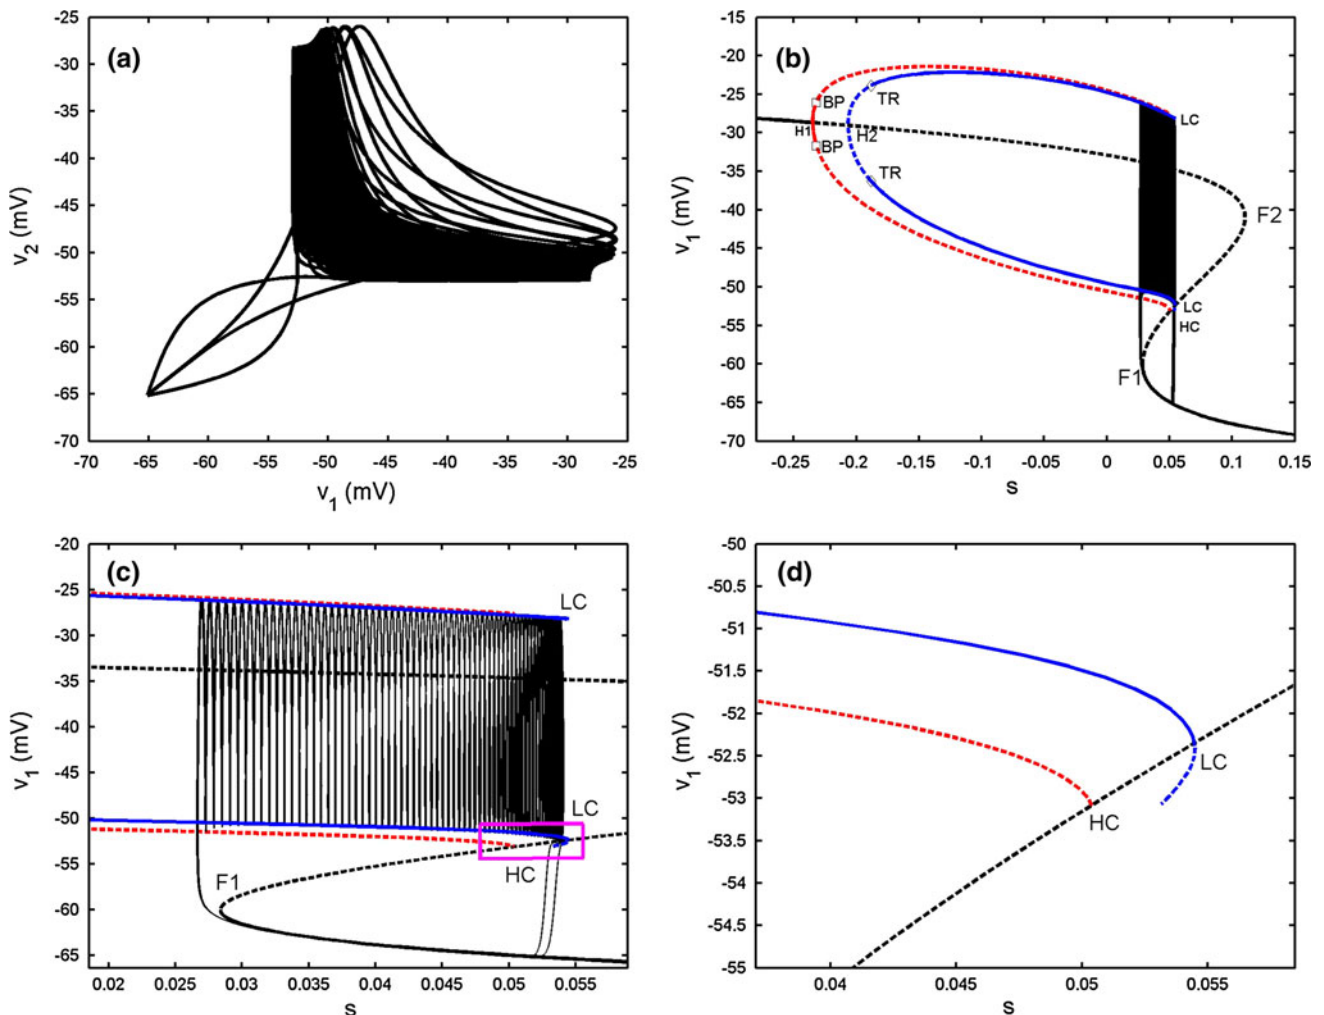 (a)
-25
-30
-35
-40
-45
-50
-55
-60
-65
-70
v2 (mV)
-70 -65 -60 -55 -50 -45 -40 -35 -30 -25
v1 (mV)
(b)
-15
-20
-25
-30
-35
-40
-45
-50
-55
-60
-65
-70
v1 (mV)
BP
TR
LC
H1
H2
BP
TR
F2
LC
HC
F1
-0.25 -0.2 -0.15 -0.1 -0.05 0 0.05 0.1 0.15
s
(c)
-20
-25
-30
-35
-40
-45
-50
-55
-60
-65
v1 (mV)
LC
LC
HC
F1
0.02 0.025 0.03 0.035 0.04 0.045 0.05 0.055
s
(d)
-50
-50.5
-51
-51.5
-52
-52.5
-53
-53.5
-54
-54.5
-55
v1 (mV)
LC
HC
0.04 0.045 0.05 0.055
s